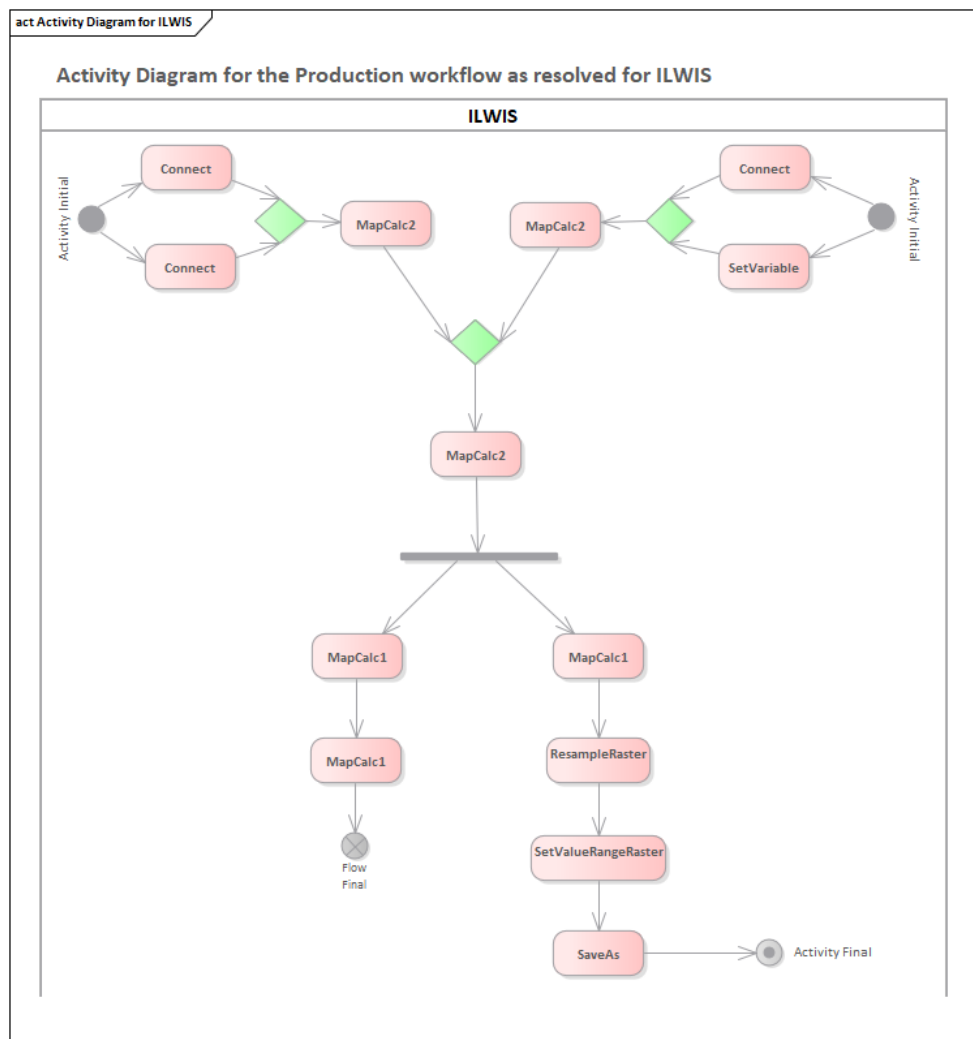 act Activity Diagram for ILWIS
Activity Diagram for the Production workflow as resolved for ILWIS
ILWIS
Activity Initial
Connect
Connect
MapCalc2
MapCalc2
Connect
SetVariable
Activity Initial
MapCalc2
MapCalc1
MapCalc1
MapCalc1
ResampleRaster
Flow
Final
SetValueRangeRaster
SaveAs
Activity Final